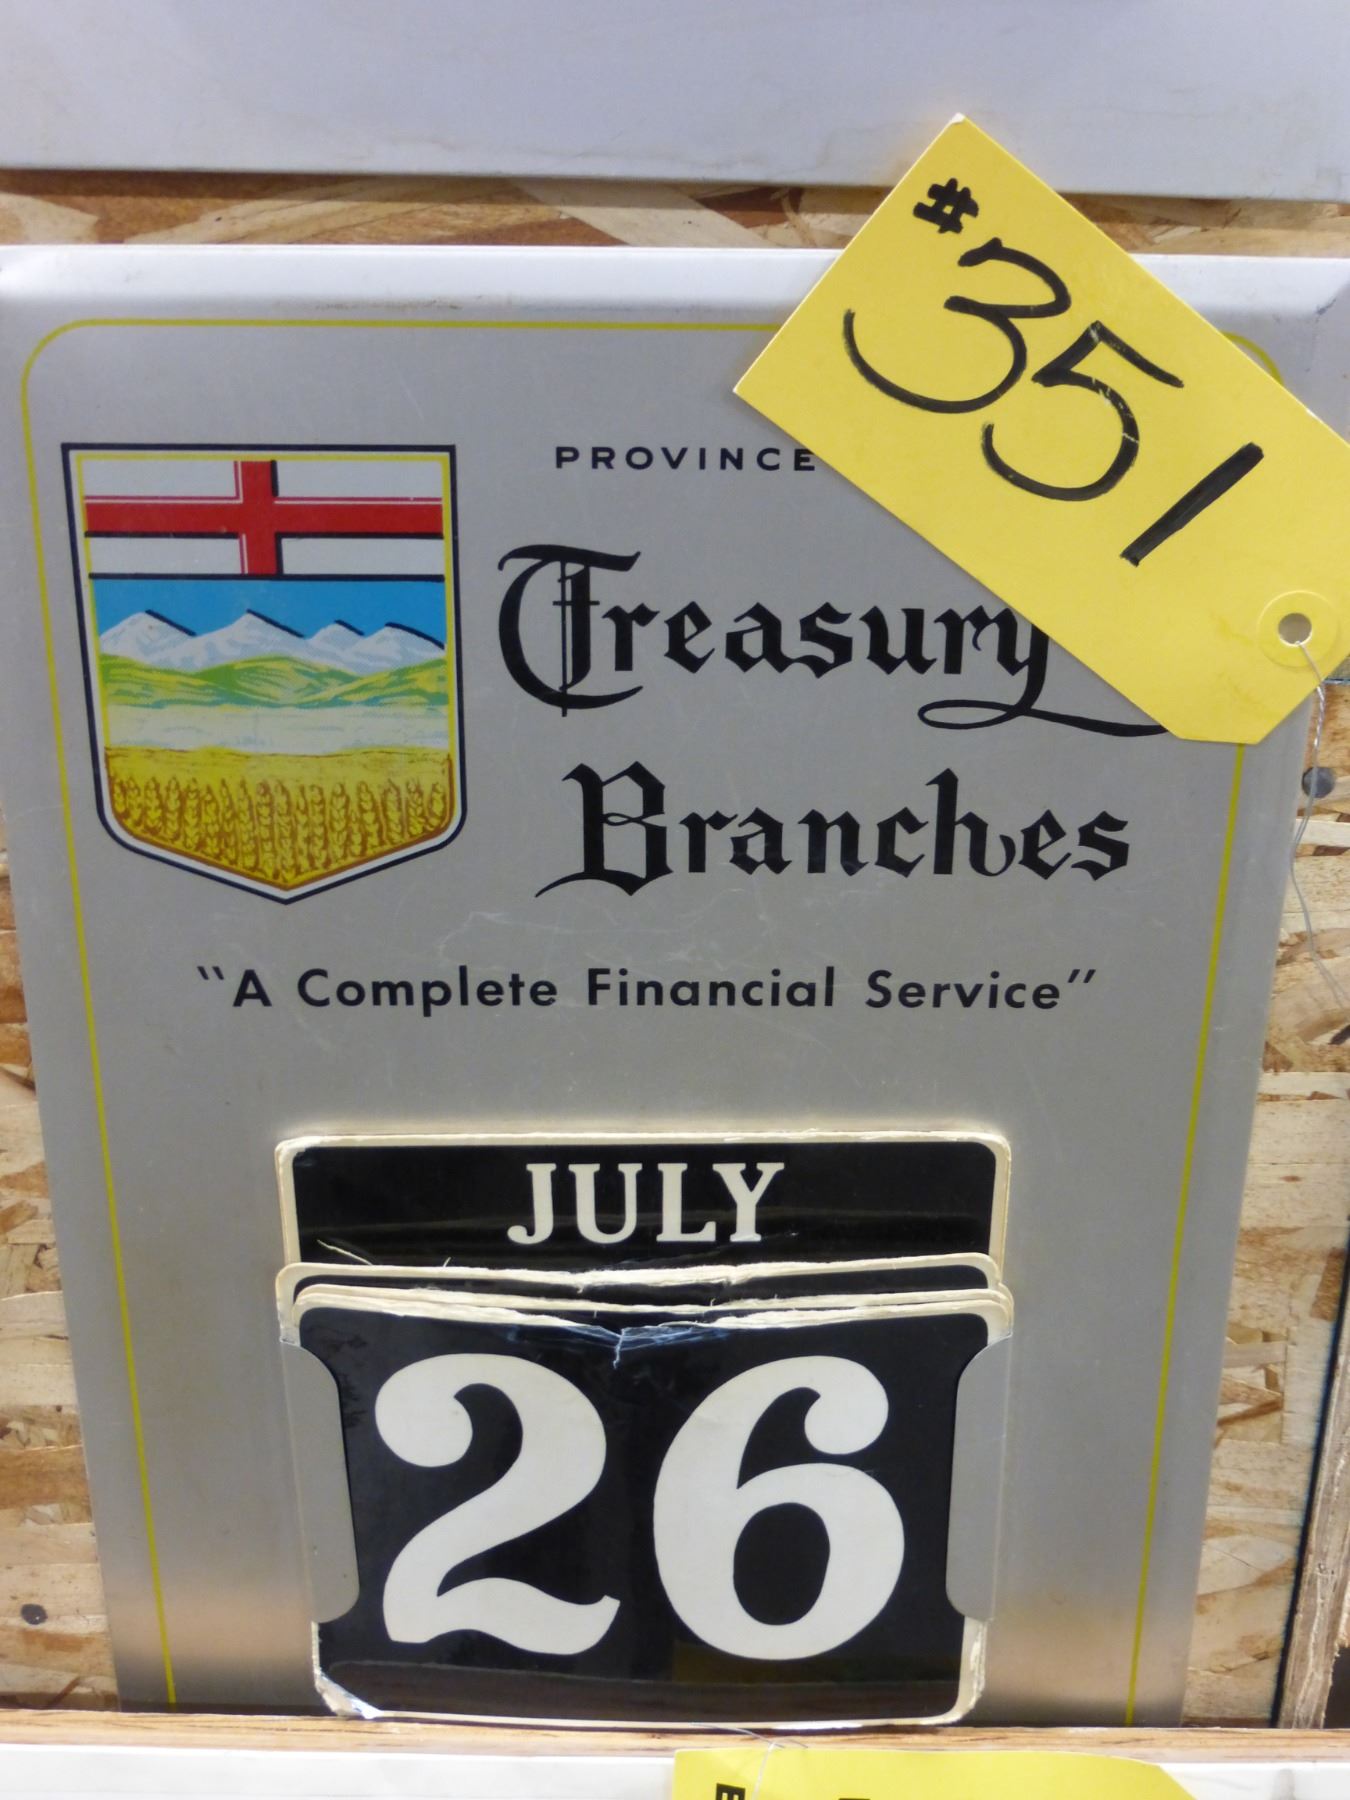 #351
PROVINCE
Treasury
Branches
"A Complete Financial Service"
JULY
26